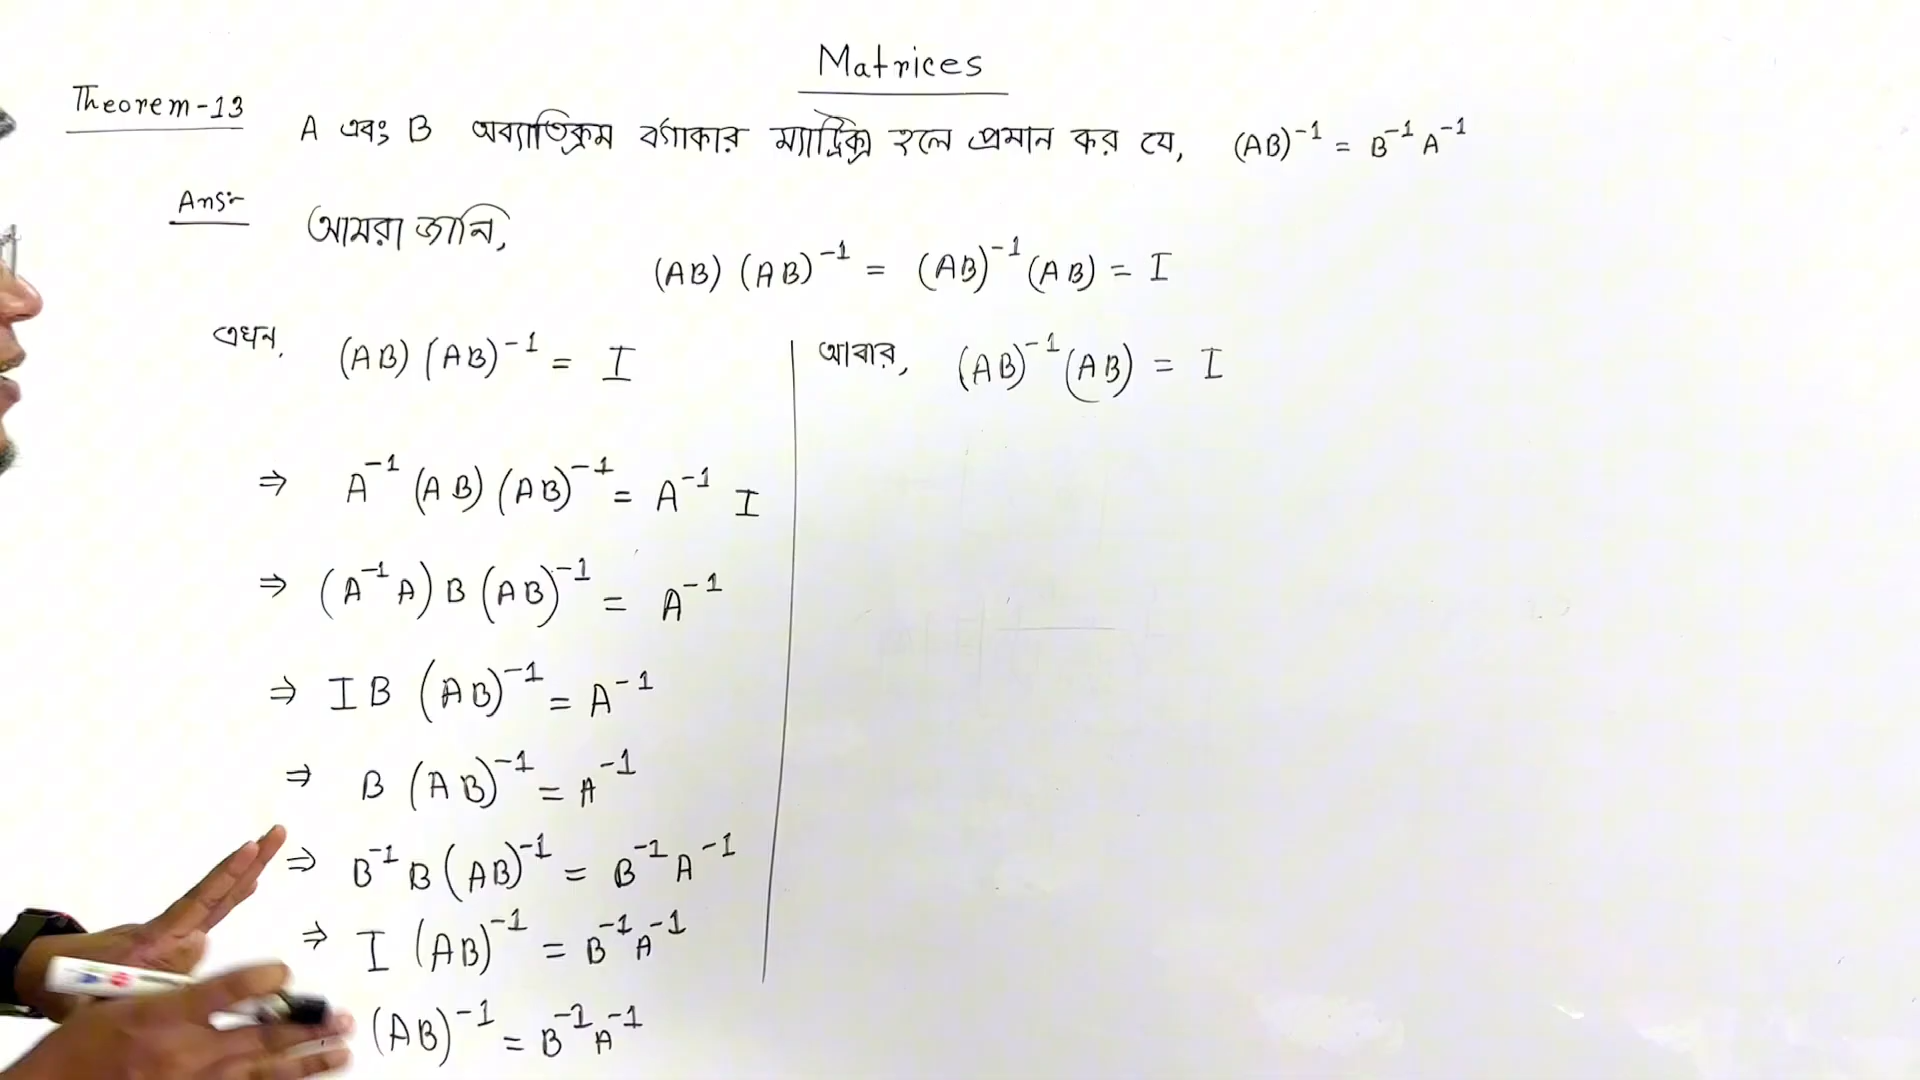 Matrices
Theorem-13
A এবং B অব্যাতিক্রম বর্গাকার ম্যাট্রিক্স হলে প্রমান কর যে, (AB)⁻¹ = B⁻¹ A⁻¹
Ans:-
আমরা জানি,
(AB) (AB)⁻¹ = (AB)⁻¹ (AB) = I
এখন, (AB) (AB)⁻¹ = I
⇒ A⁻¹ (AB) (AB)⁻¹ = A⁻¹ I
⇒ (A⁻¹ A) B (AB)⁻¹ = A⁻¹
⇒ I B (AB)⁻¹ = A⁻¹
⇒ B (AB)⁻¹ = A⁻¹
⇒ B⁻¹ B (AB)⁻¹ = B⁻¹ A⁻¹
⇒ I (AB)⁻¹ = B⁻¹ A⁻¹
(AB)⁻¹ = B⁻¹ A⁻¹
আবার, (AB)⁻¹ (AB) = I